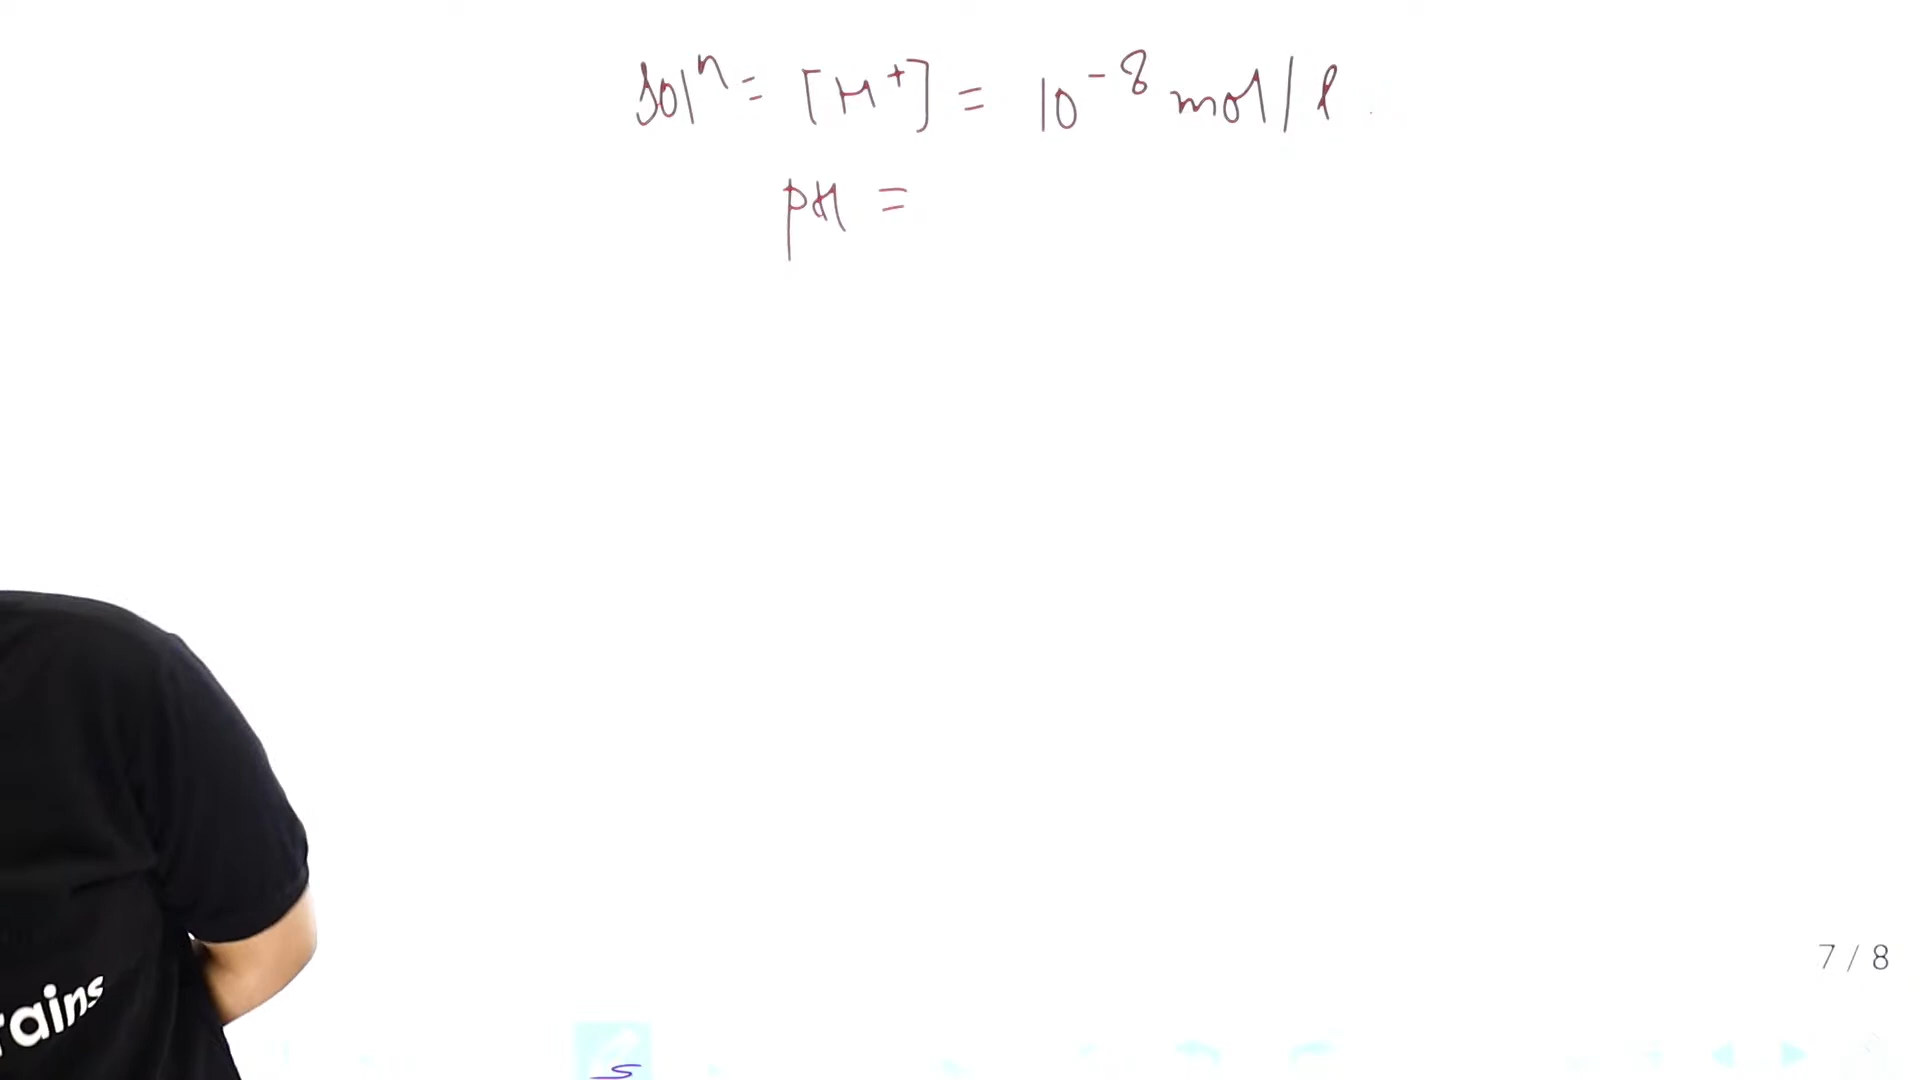 Solⁿ = [H⁺] = 10⁻⁸ mol/l
pH =
rains
7 / 8